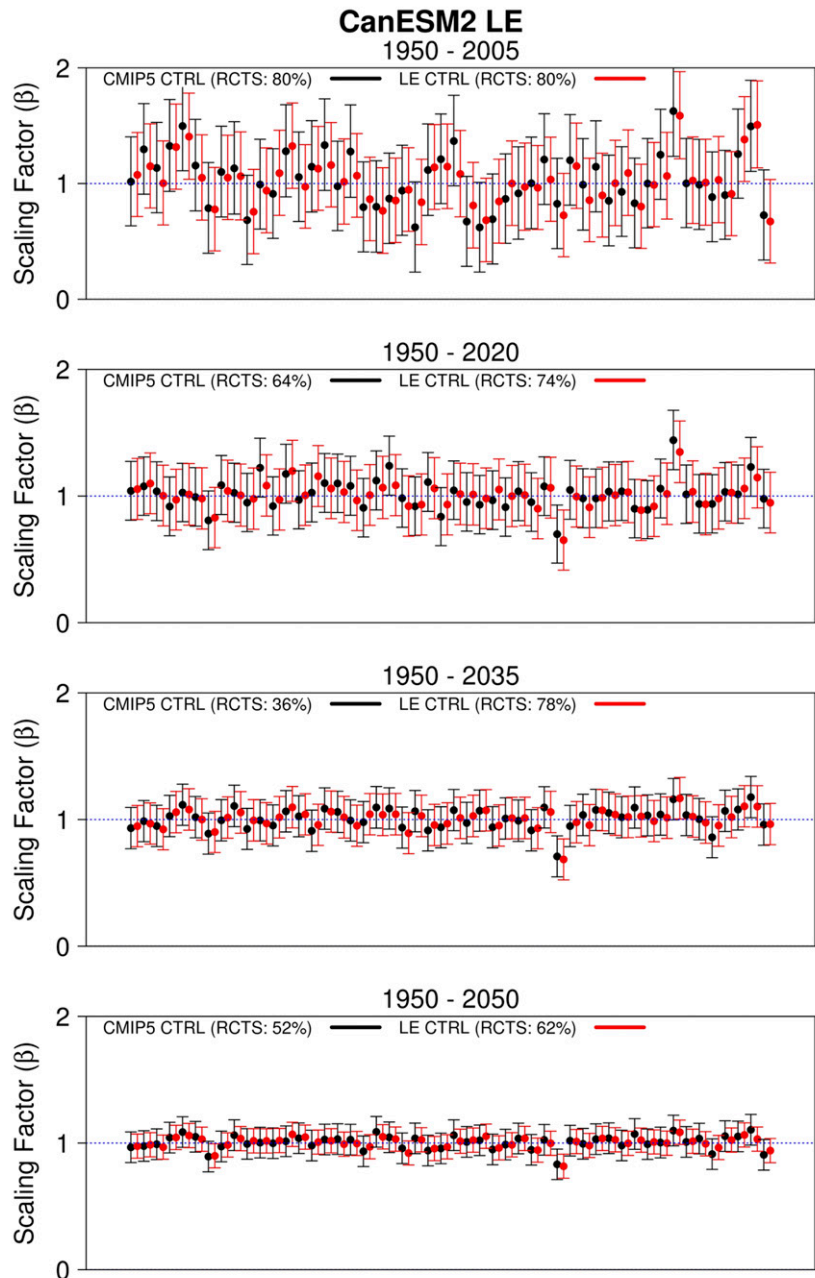 CanESM2 LE
1950 - 2005
CMIP5 CTRL (RCTS: 80%) LE CTRL (RCTS: 80%)
Scaling Factor (β)
2
1
0
1950 - 2020
CMIP5 CTRL (RCTS: 64%) LE CTRL (RCTS: 74%)
Scaling Factor (β)
2
1
0
1950 - 2035
CMIP5 CTRL (RCTS: 36%) LE CTRL (RCTS: 78%)
Scaling Factor (β)
2
1
0
1950 - 2050
CMIP5 CTRL (RCTS: 52%) LE CTRL (RCTS: 62%)
Scaling Factor (β)
2
1
0